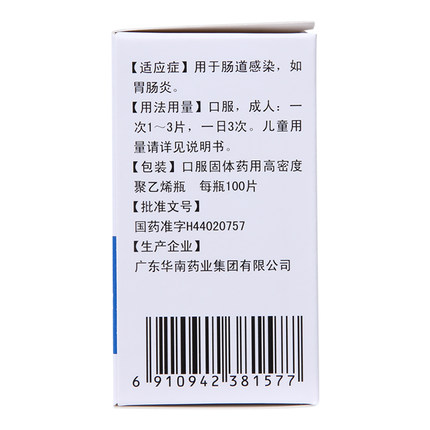 【适应症】用于肠道感染，如
胃肠炎。
【用法用量】口服，成人：一
次1～3片，一日3次。儿童用
量请详见说明书。
【包装】口服固体药用高密度
聚乙烯瓶　每瓶100片
【批准文号】
国药准字H44020757
【生产企业】
广东华南药业集团有限公司
6 910942 381577